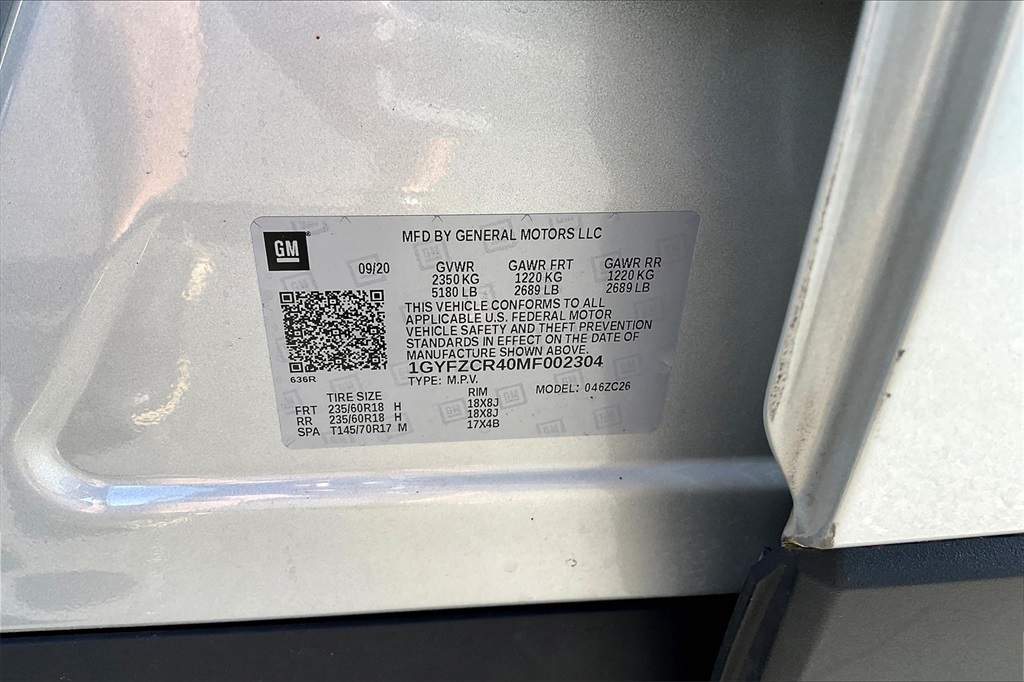 GM
MFD BY GENERAL MOTORS LLC
09/20 GVWR GAWR FRT GAWR RR
2350 KG 1220 KG 1220 KG
5180 LB 2689 LB 2689 LB
THIS VEHICLE CONFORMS TO ALL
APPLICABLE U.S. FEDERAL MOTOR
VEHICLE SAFETY AND THEFT PREVENTION
STANDARDS IN EFFECT ON THE DATE OF
MANUFACTURE SHOWN ABOVE.
1GYFZCR40MF002304
636R TYPE: M.P.V. MODEL: 046ZC26
TIRE SIZE RIM
FRT 235/60R18 H 18X8J
RR 235/60R18 H 18X8J
SPA T145/70R17 M 17X4B